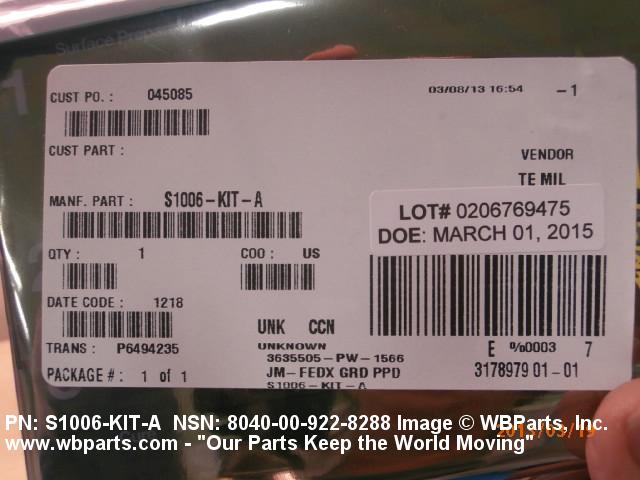 1
Surface
CUST PO. : 045085
03/08/13 16:54 -1
CUST PART :
VENDOR
TE MIL
MANF. PART : S1006-KIT-A
LOT# 0206769475
DOE: MARCH 01, 2015
QTY : 1 COO : US
DATE CODE : 1218
UNK CCN
TRANS : P6494235
UNKNOWN
3635505-PW-1566
E %0003 7
PACKAGE # : 1 of 1
JM- FEDX GRD PPD
3178979 01-01
S1006-KIT-A
PN: S1006-KIT-A NSN: 8040-00-922-8288 Image © WBParts, Inc.
www.wbparts.com - "Our Parts Keep the World Moving"